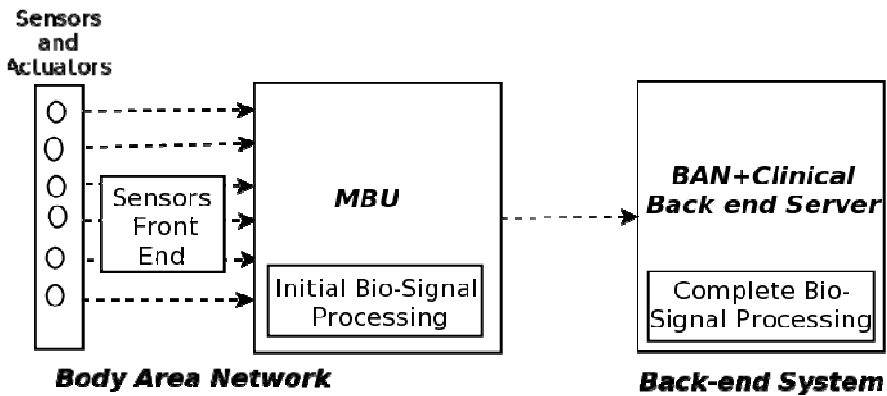 Sensors
and
Actuators
Sensors
Front
End
MBU
Initial Bio-Signal
Processing
BAN+Clinical
Back end Server
Complete Bio-
Signal Processing
Body Area Network
Back-end System